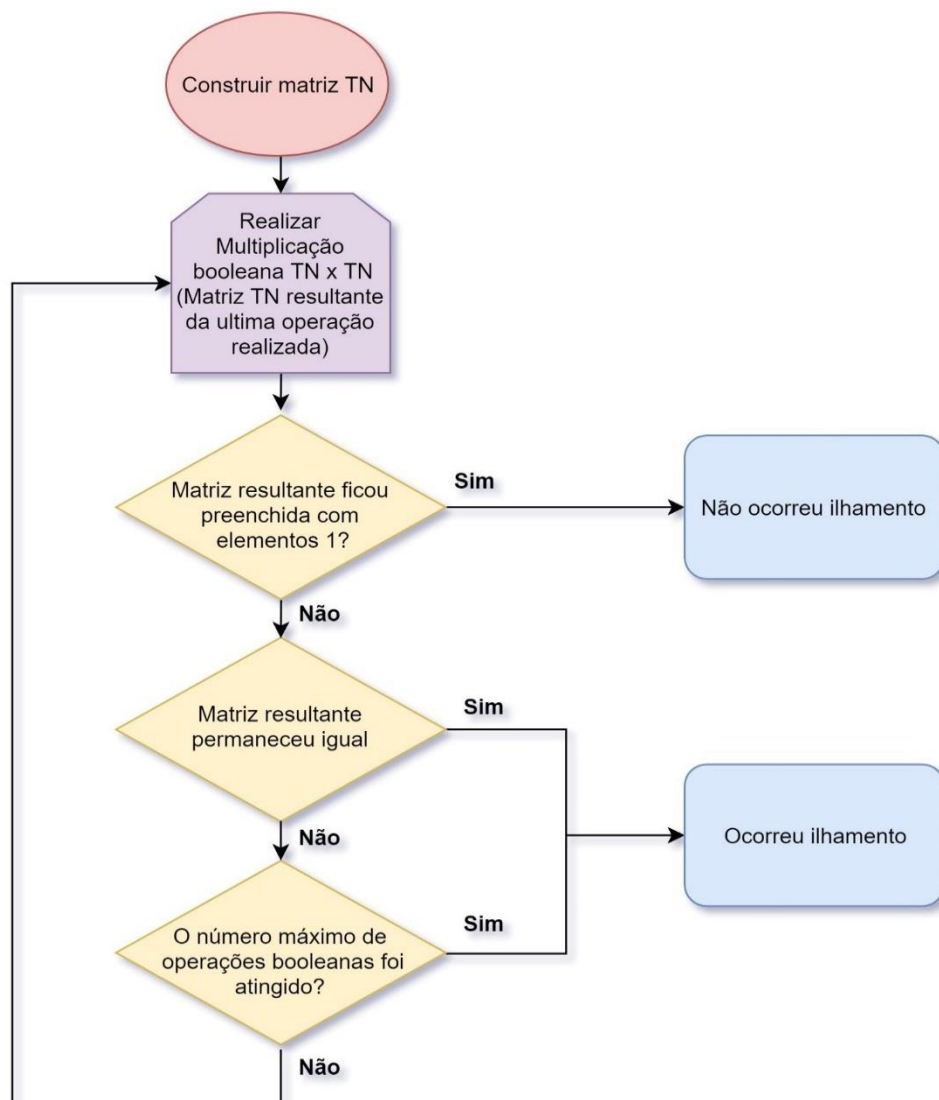 Construir matriz TN
Realizar
Multiplicação
booleana TN x TN
(Matriz TN resultante
da ultima operação
realizada)
Matriz resultante ficou
preenchida com
elementos 1?
Sim
Não ocorreu ilhamento
Não
Matriz resultante
permaneceu igual
Sim
Não
Ocorreu ilhamento
O número máximo de
operações booleanas foi
atingido?
Sim
Não